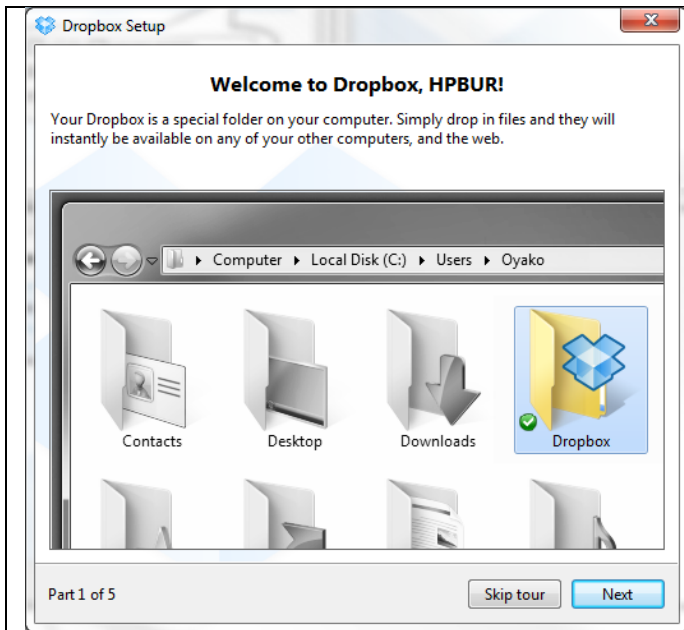 Dropbox Setup
Welcome to Dropbox, HPBUR!
Your Dropbox is a special folder on your computer. Simply drop in files and they will
instantly be available on any of your other computers, and the web.
Computer Local Disk (C:) Users Oyako
Contacts Desktop Downloads Dropbox
Part 1 of 5 Skip tour Next